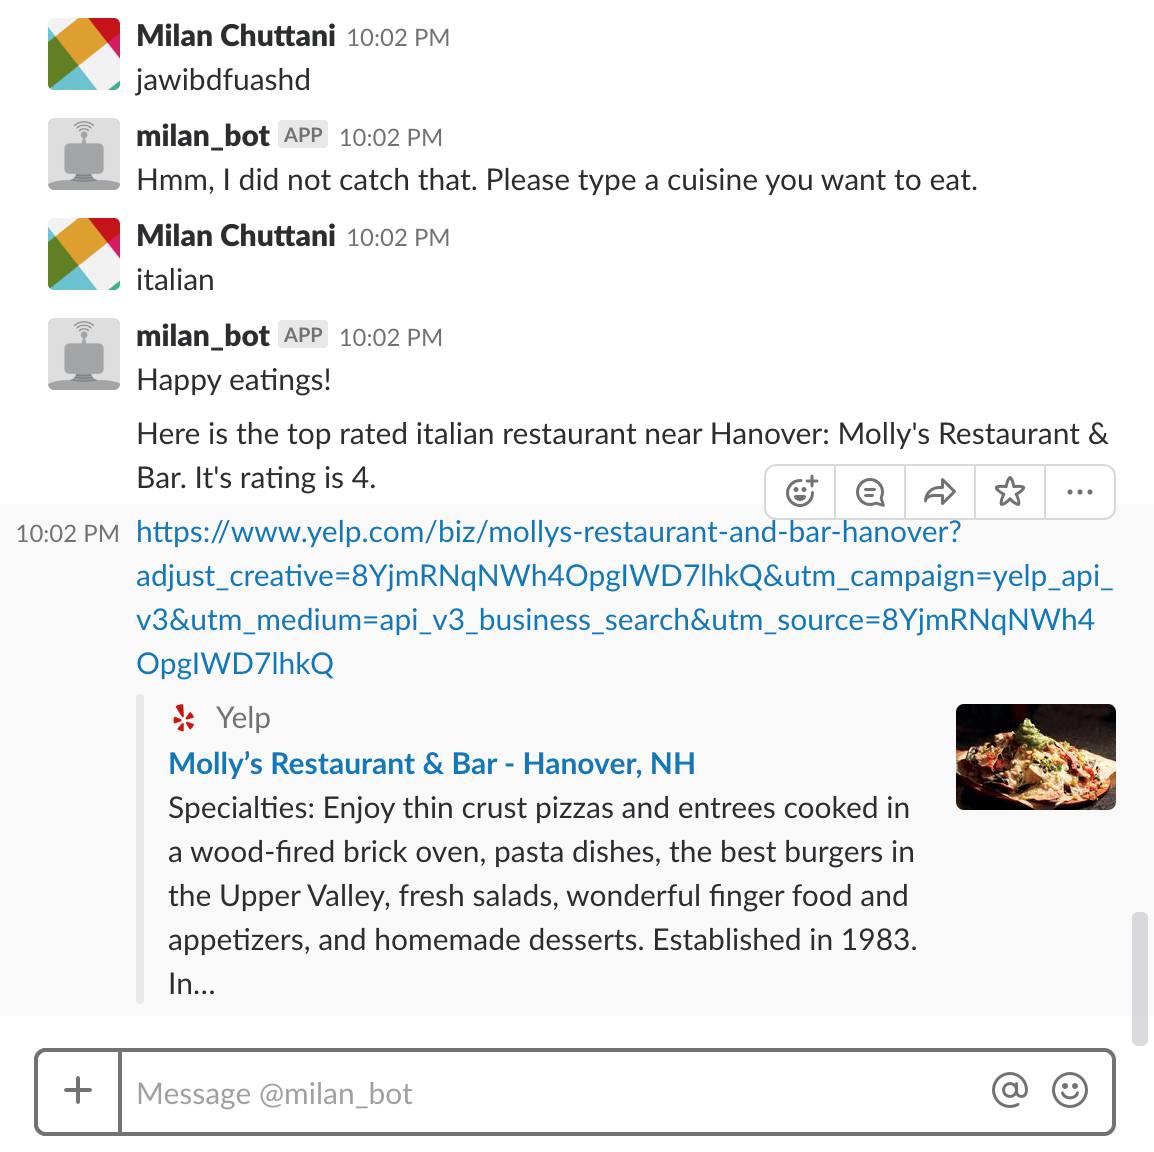 Milan Chuttani 10:02 PM
jawibdfuashd
milan_bot APP 10:02 PM
Hmm, I did not catch that. Please type a cuisine you want to eat.
Milan Chuttani 10:02 PM
italian
milan_bot APP 10:02 PM
Happy eatings!
Here is the top rated italian restaurant near Hanover: Molly's Restaurant &
Bar. It's rating is 4.
10:02 PM https://www.yelp.com/biz/mollys-restaurant-and-bar-hanover?
adjust_creative=8YjmRNqNWh4OpgIWD7lhkQ&utm_campaign=yelp_api_
v3&utm_medium=api_v3_business_search&utm_source=8YjmRNqNWh4
OpgIWD7lhkQ
Yelp
Molly’s Restaurant & Bar - Hanover, NH
Specialties: Enjoy thin crust pizzas and entrees cooked in
a wood-fired brick oven, pasta dishes, the best burgers in
the Upper Valley, fresh salads, wonderful finger food and
appetizers, and homemade desserts. Established in 1983.
In...
Message @milan_bot